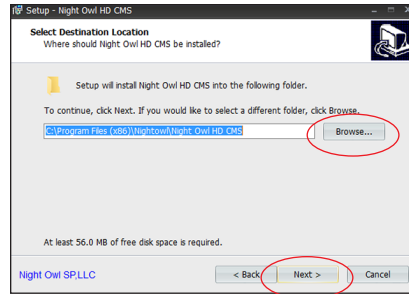 Setup - Night Owl HD CMS
Select Destination Location
Where should Night Owl HD CMS be installed?
Setup will install Night Owl HD CMS into the following folder.
To continue, click Next. If you would like to select a different folder, click Browse.
C:\Program Files (x86)\Nightowl\Night Owl HD CMS
Browse...
At least 56.0 MB of free disk space is required.
Night Owl SP,LLC
< Back
Next >
Cancel